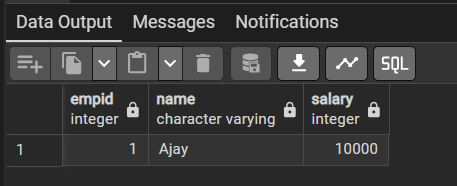 Data Output Messages Notifications
SQL
empid name salary
integer character varying integer
1 1 Ajay 10000